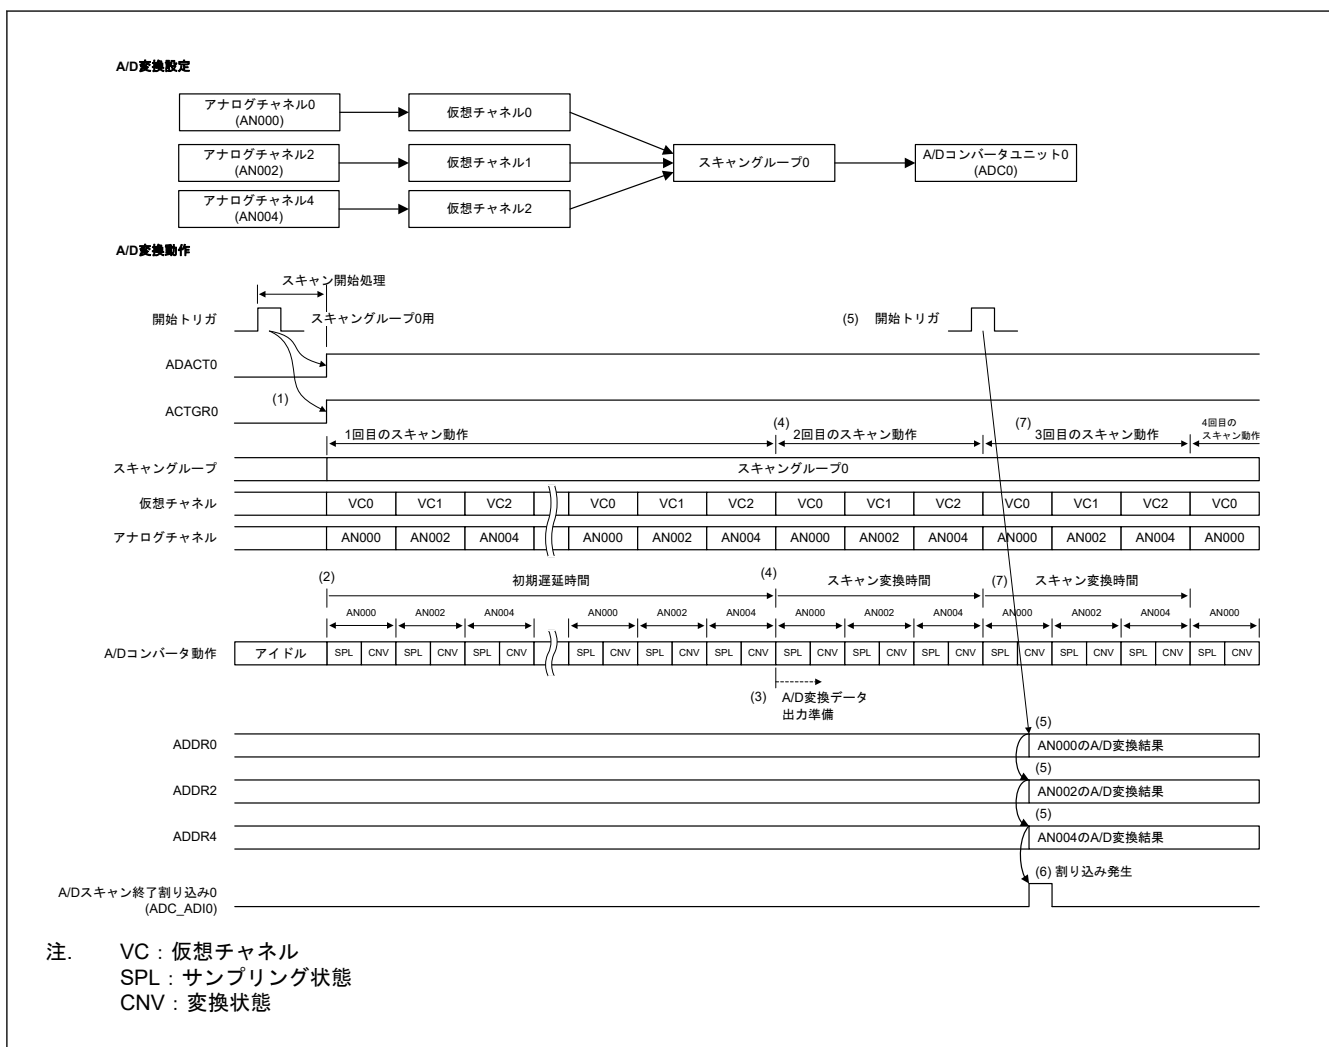 A/D変換設定
アナログチャネル0
(AN000)
仮想チャネル0
アナログチャネル2
(AN002)
仮想チャネル1
スキャングループ0
A/Dコンバータユニット0
(ADC0)
アナログチャネル4
(AN004)
仮想チャネル2
A/D変換動作
スキャン開始処理
開始トリガ
スキャングループ0用
(5) 開始トリガ
ADACT0
(1)
ACTGR0
1回目のスキャン動作
(4)
2回目のスキャン動作
(7)
3回目のスキャン動作
4回目の
スキャン動作
スキャングループ
スキャングループ0
仮想チャネル
VC0 VC1 VC2 VC0 VC1 VC2 VC0 VC1 VC2 VC0 VC1 VC2 VC0
アナログチャネル
AN000 AN002 AN004 AN000 AN002 AN004 AN000 AN002 AN004 AN000 AN002 AN004 AN000
(2)
初期遅延時間
(4)
スキャン変換時間
(7)
スキャン変換時間
AN000 AN002 AN004 AN000 AN002 AN004 AN000 AN002 AN004 AN000 AN002 AN004 AN000
A/Dコンバータ動作
アイドル
SPL CNV SPL CNV SPL CNV SPL CNV SPL CNV SPL CNV SPL CNV SPL CNV SPL CNV SPL CNV SPL CNV SPL CNV SPL CNV
(3) A/D変換データ
出力準備
(5)
ADDR0
AN000のA/D変換結果
(5)
ADDR2
AN002のA/D変換結果
(5)
ADDR4
AN004のA/D変換結果
(6) 割り込み発生
A/Dスキャン終了割り込み0
(ADC_ADI0)
注. VC：仮想チャネル
SPL：サンプリング状態
CNV：変換状態